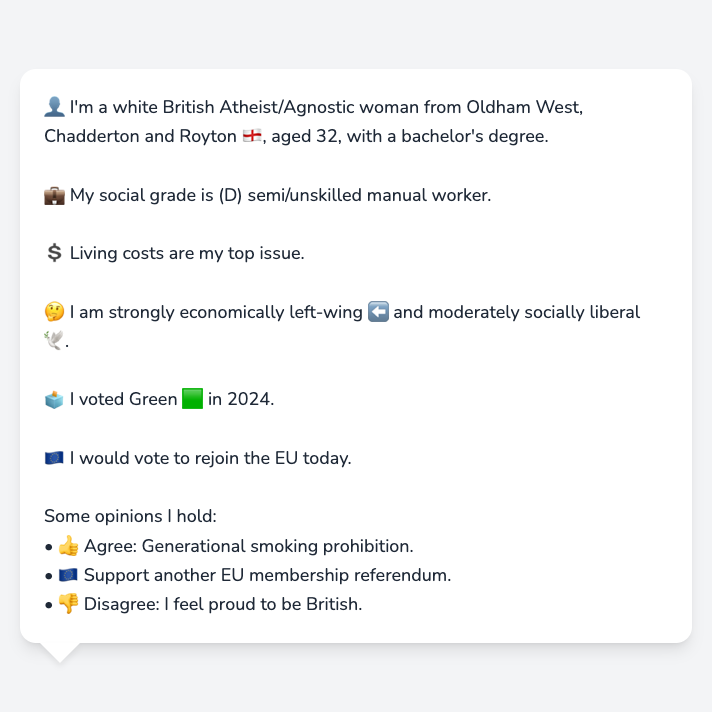 👤 I'm a white British Atheist/Agnostic woman from Oldham West,
Chadderton and Royton 🏴󠁧󠁢󠁥󠁮󠁧󠁿, aged 32, with a bachelor's degree.
💼 My social grade is (D) semi/unskilled manual worker.
💲 Living costs are my top issue.
🤔 I am strongly economically left-wing ⬅️ and moderately socially liberal
🕊️.
🗳️ I voted Green 🟩 in 2024.
🇪🇺 I would vote to rejoin the EU today.
Some opinions I hold:
• 👍 Agree: Generational smoking prohibition.
• 🇪🇺 Support another EU membership referendum.
• 👎 Disagree: I feel proud to be British.